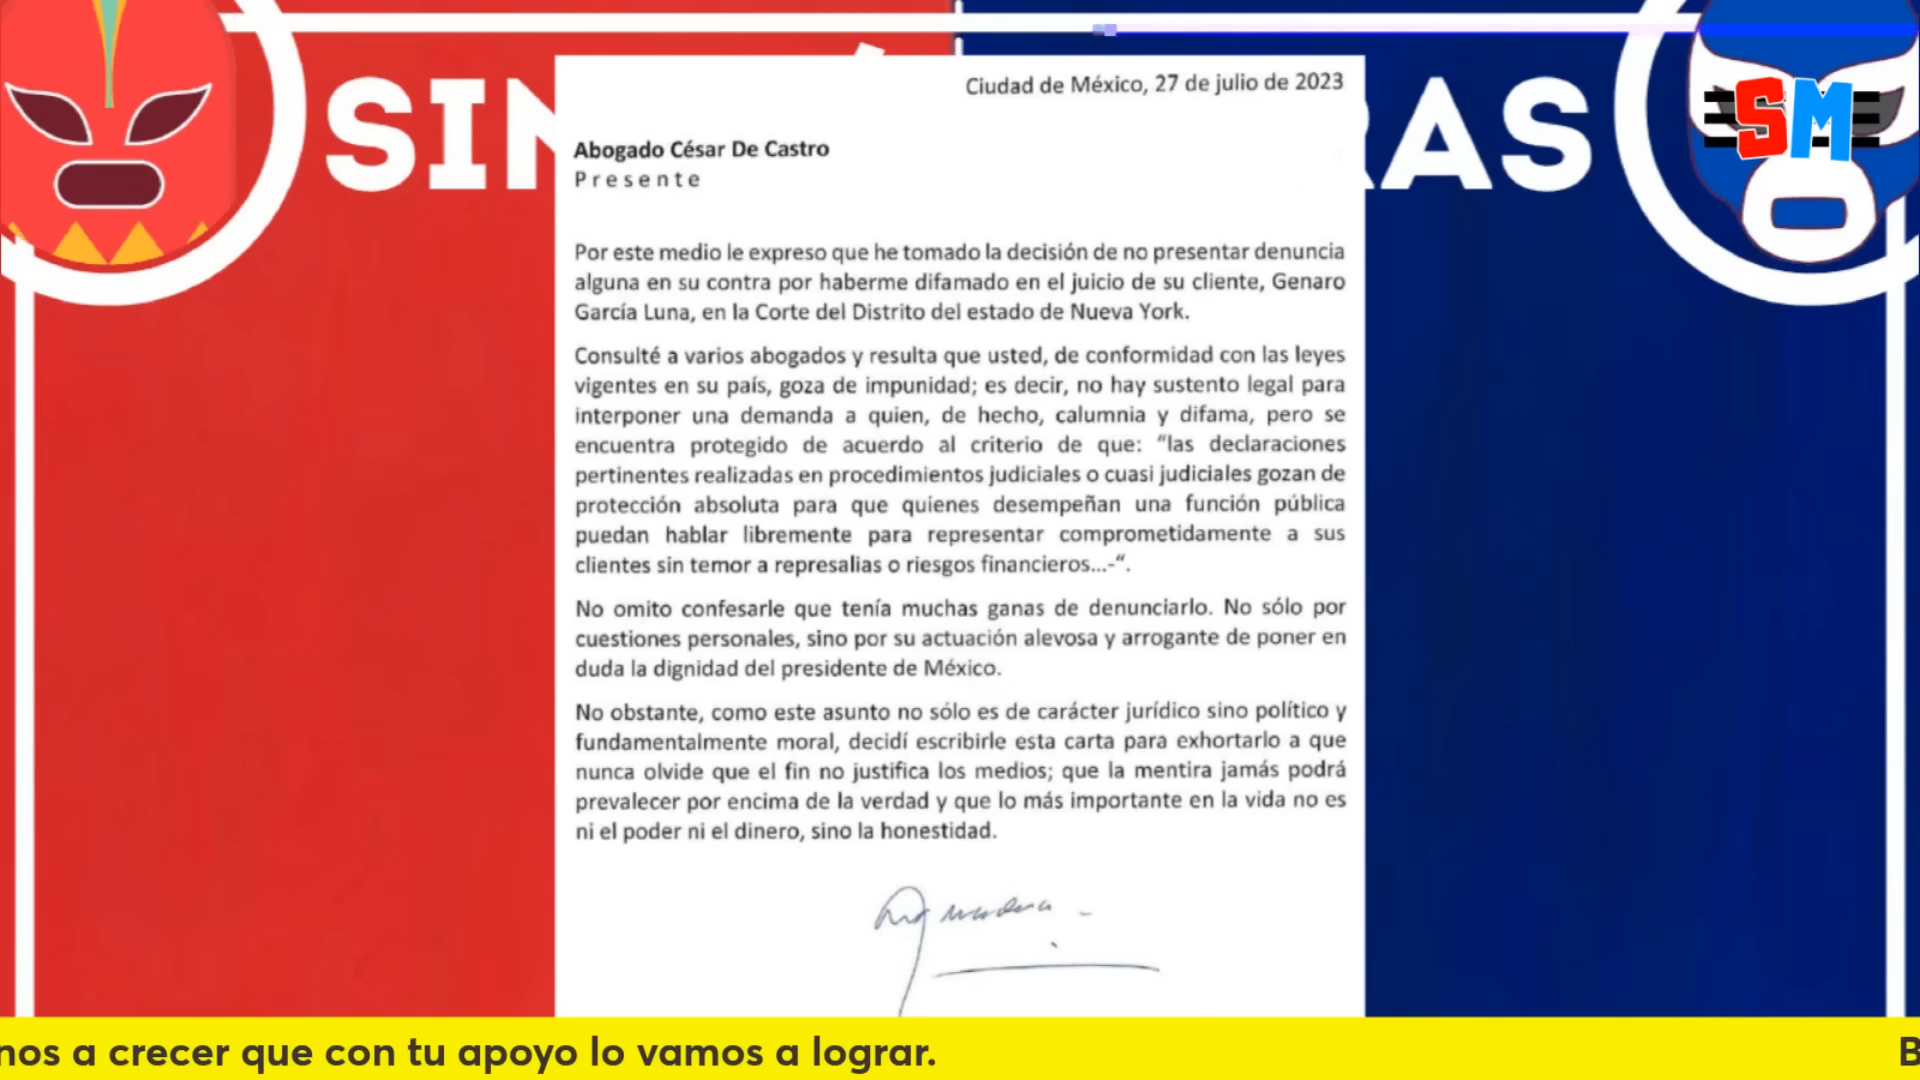 SIN
RAS
SM
Ciudad de México, 27 de julio de 2023
Abogado César De Castro
Presente
Por este medio le expreso que he tomado la decisión de no presentar denuncia
alguna en su contra por haberme difamado en el juicio de su cliente, Genaro
García Luna, en la Corte del Distrito del estado de Nueva York.
Consulté a varios abogados y resulta que usted, de conformidad con las leyes
vigentes en su país, goza de impunidad; es decir, no hay sustento legal para
interponer una demanda a quien, de hecho, calumnia y difama, pero se
encuentra protegido de acuerdo al criterio de que: “las declaraciones
pertinentes realizadas en procedimientos judiciales o cuasi judiciales gozan de
protección absoluta para que quienes desempeñan una función pública
puedan hablar libremente para representar comprometidamente a sus
clientes sin temor a represalias o riesgos financieros...-“.
No omito confesarle que tenía muchas ganas de denunciarlo. No sólo por
cuestiones personales, sino por su actuación alevosa y arrogante de poner en
duda la dignidad del presidente de México.
No obstante, como este asunto no sólo es de carácter jurídico sino político y
fundamentalmente moral, decidí escribirle esta carta para exhortarlo a que
nunca olvide que el fin no justifica los medios; que la mentira jamás podrá
prevalecer por encima de la verdad y que lo más importante en la vida no es
ni el poder ni el dinero, sino la honestidad.
nos a crecer que con tu apoyo lo vamos a lograr.
B